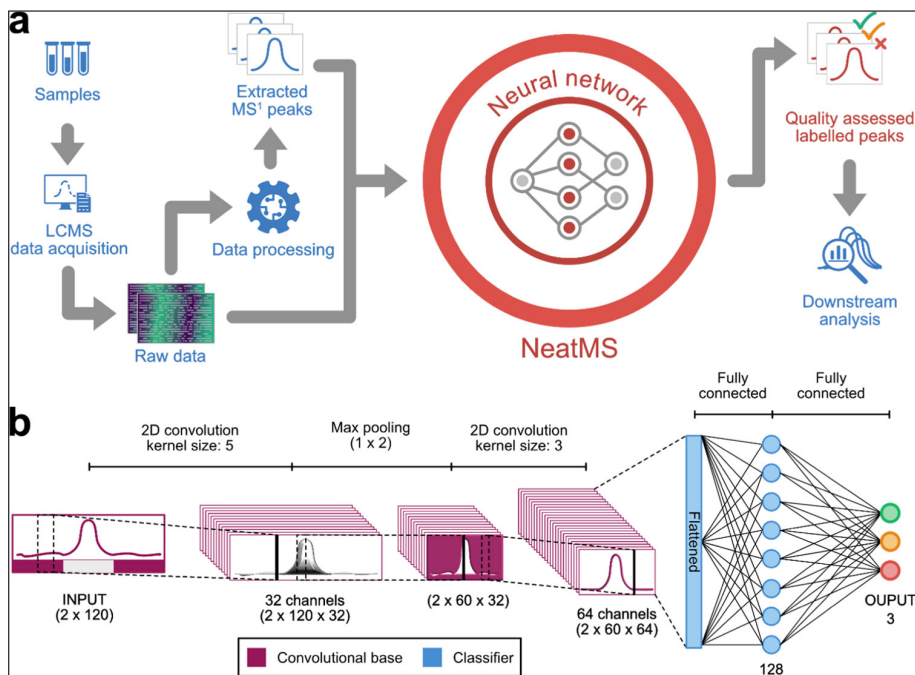 a
Samples
LCMS
data acquisition
Raw data
Data processing
Extracted
MS¹ peaks
Neural network
NeatMS
Quality assessed
labelled peaks
Downstream
analysis
b
2D convolution
kernel size: 5
Max pooling
(1 x 2)
2D convolution
kernel size: 3
Fully
connected
Fully
connected
INPUT
(2 x 120)
32 channels
(2 x 120 x 32)
(2 x 60 x 32)
64 channels
(2 x 60 x 64)
Flattened
128
OUPUT
3
Convolutional base
Classifier